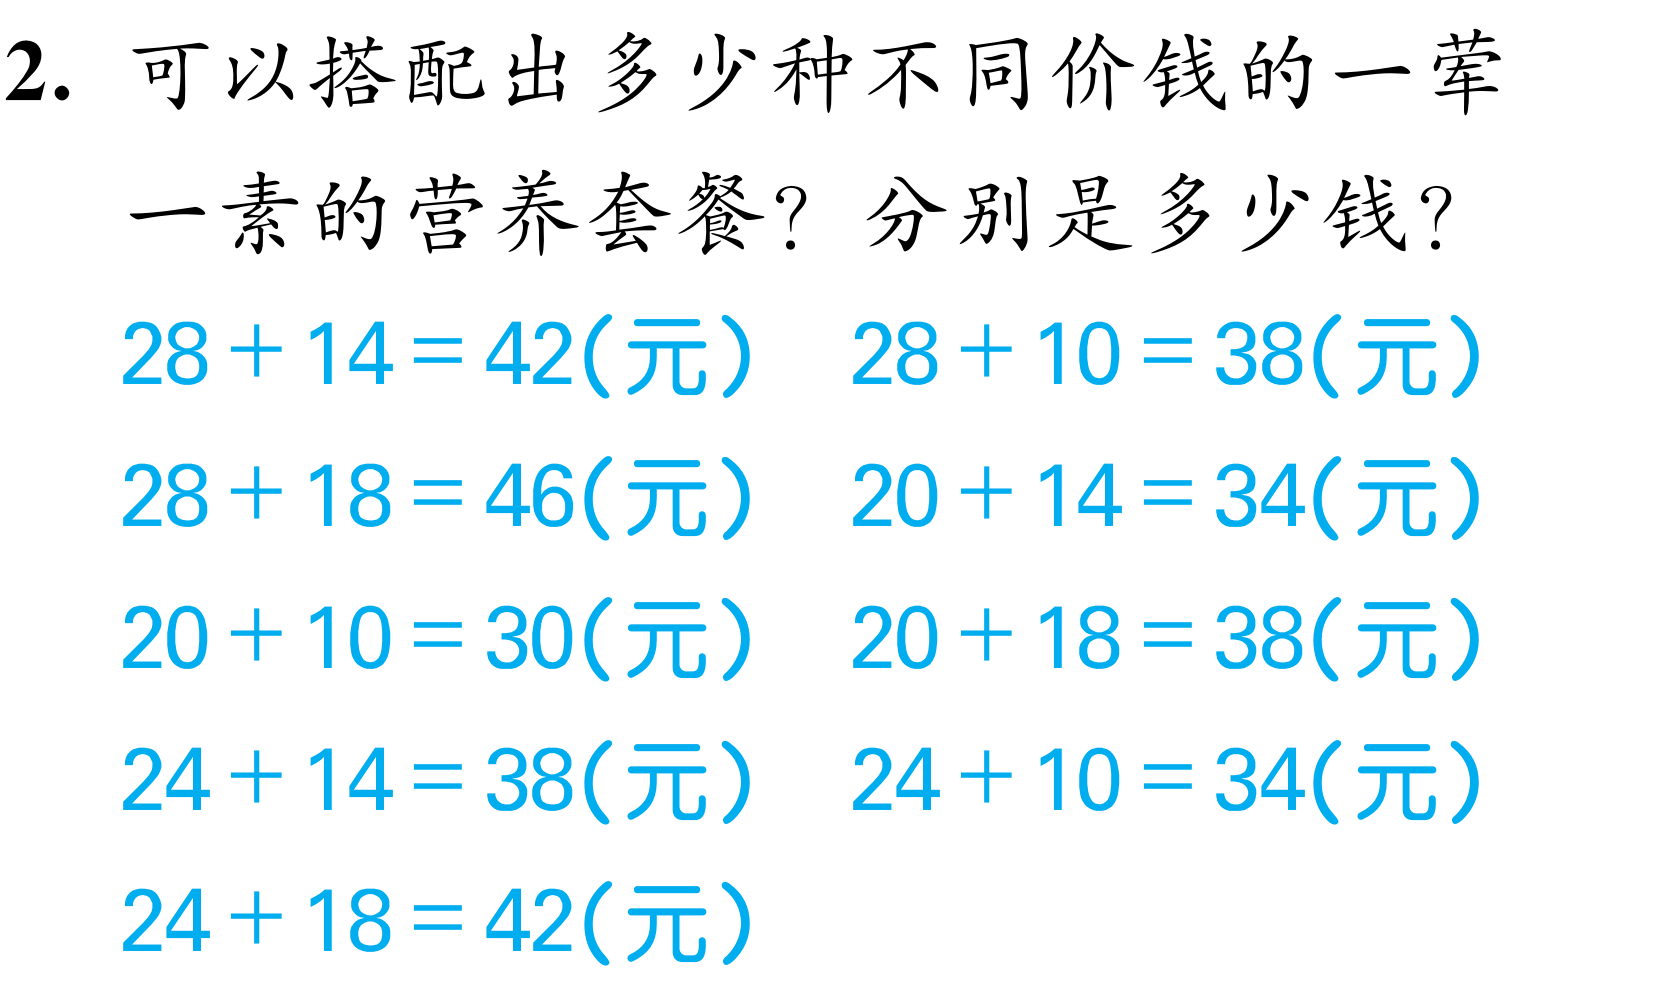 2. 可以搭配出多少种不同价钱的一荤
一素的营养套餐？分别是多少钱？
28+14=42(元) 28+10=38(元)
28+18=46(元) 20+14=34(元)
20+10=30(元) 20+18=38(元)
24+14=38(元) 24+10=34(元)
24+18=42(元)